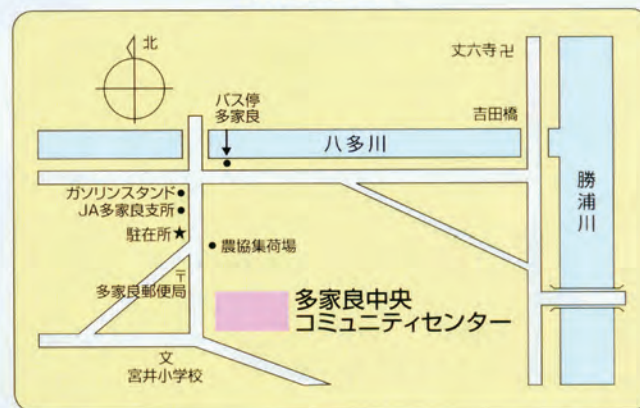 北
丈六寺卍
バス停
多家良
吉田橋
八多川
勝浦川
ガソリンスタンド
JA多家良支所
駐在所★
農協集荷場
〒
多家良郵便局
多家良中央
コミュニティセンター
文
宮井小学校